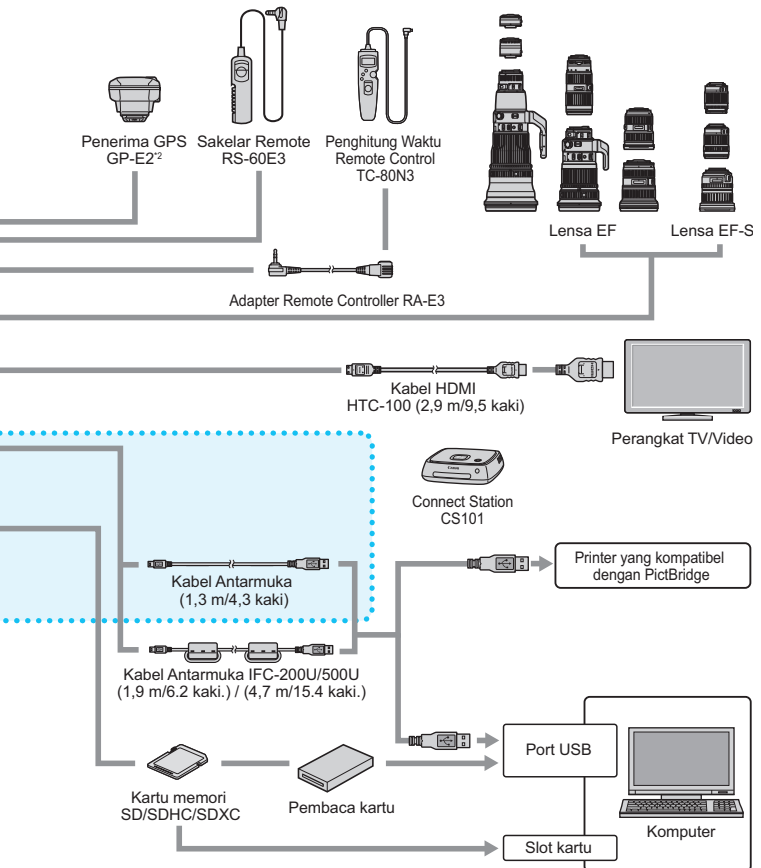 Penerima GPS
GP-E2*2
Sakelar Remote
RS-60E3
Penghitung Waktu
Remote Control
TC-80N3
Lensa EF
Lensa EF-S
Adapter Remote Controller RA-E3
Kabel HDMI
HTC-100 (2,9 m/9,5 kaki)
Perangkat TV/Video
Canon
Connect Station
CS101
Kabel Antarmuka
(1,3 m/4,3 kaki)
Printer yang kompatibel
dengan PictBridge
Kabel Antarmuka IFC-200U/500U
(1,9 m/6.2 kaki.) / (4,7 m/15.4 kaki.)
Port USB
Kartu memori
SD/SDHC/SDXC
Pembaca kartu
Komputer
Slot kartu